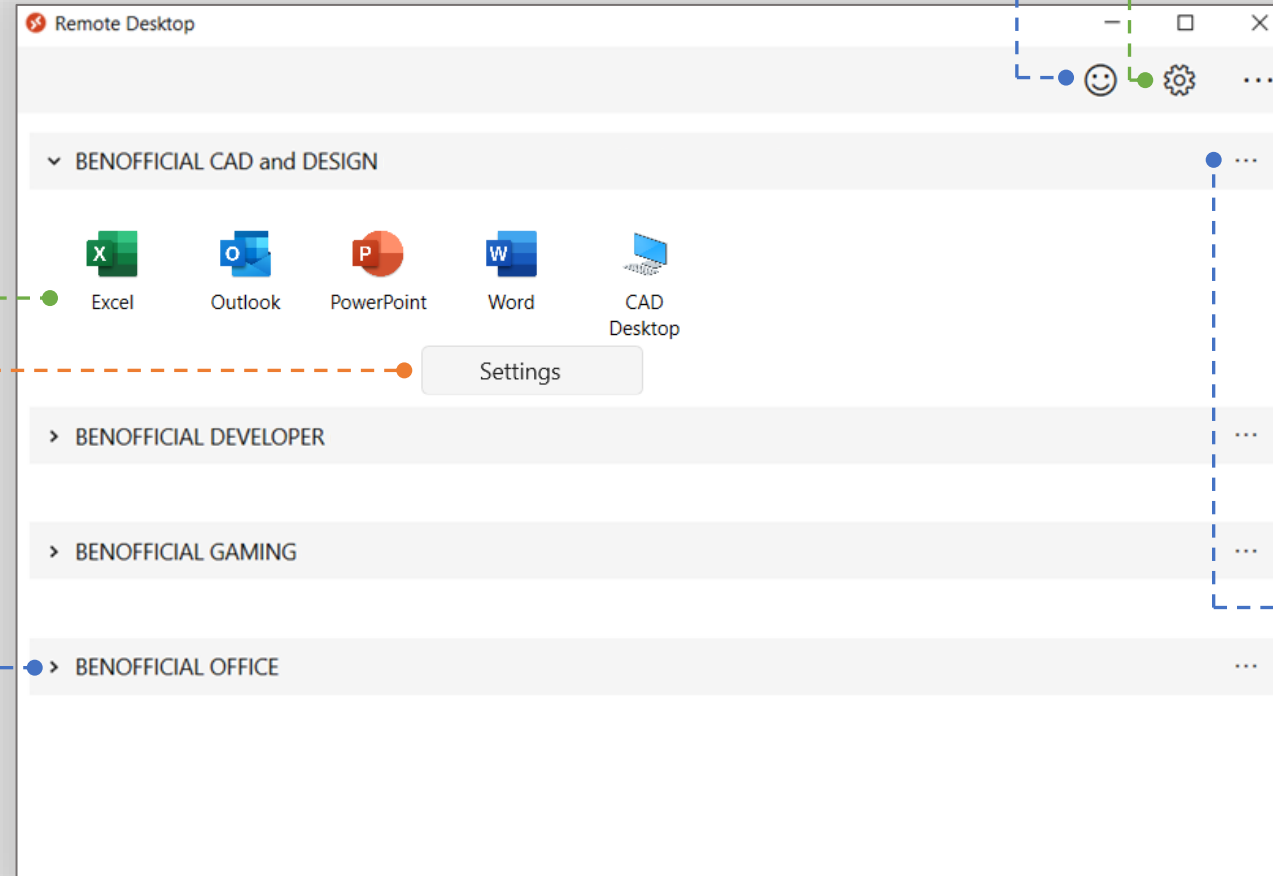 Remote Desktop
BENOFFICIAL CAD and DESIGN
X
O
P
W
Excel
Outlook
PowerPoint
Word
CAD
Desktop
Settings
BENOFFICIAL DEVELOPER
BENOFFICIAL GAMING
BENOFFICIAL OFFICE